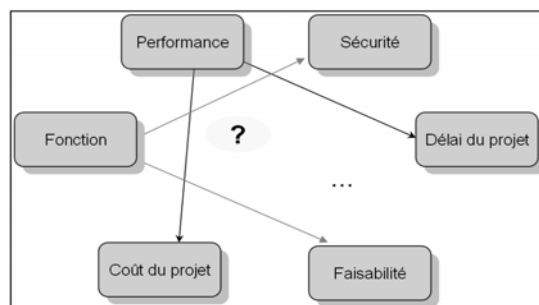 Performance
Sécurité
Fonction
?
Délai du projet
...
Coût du projet
Faisabilité